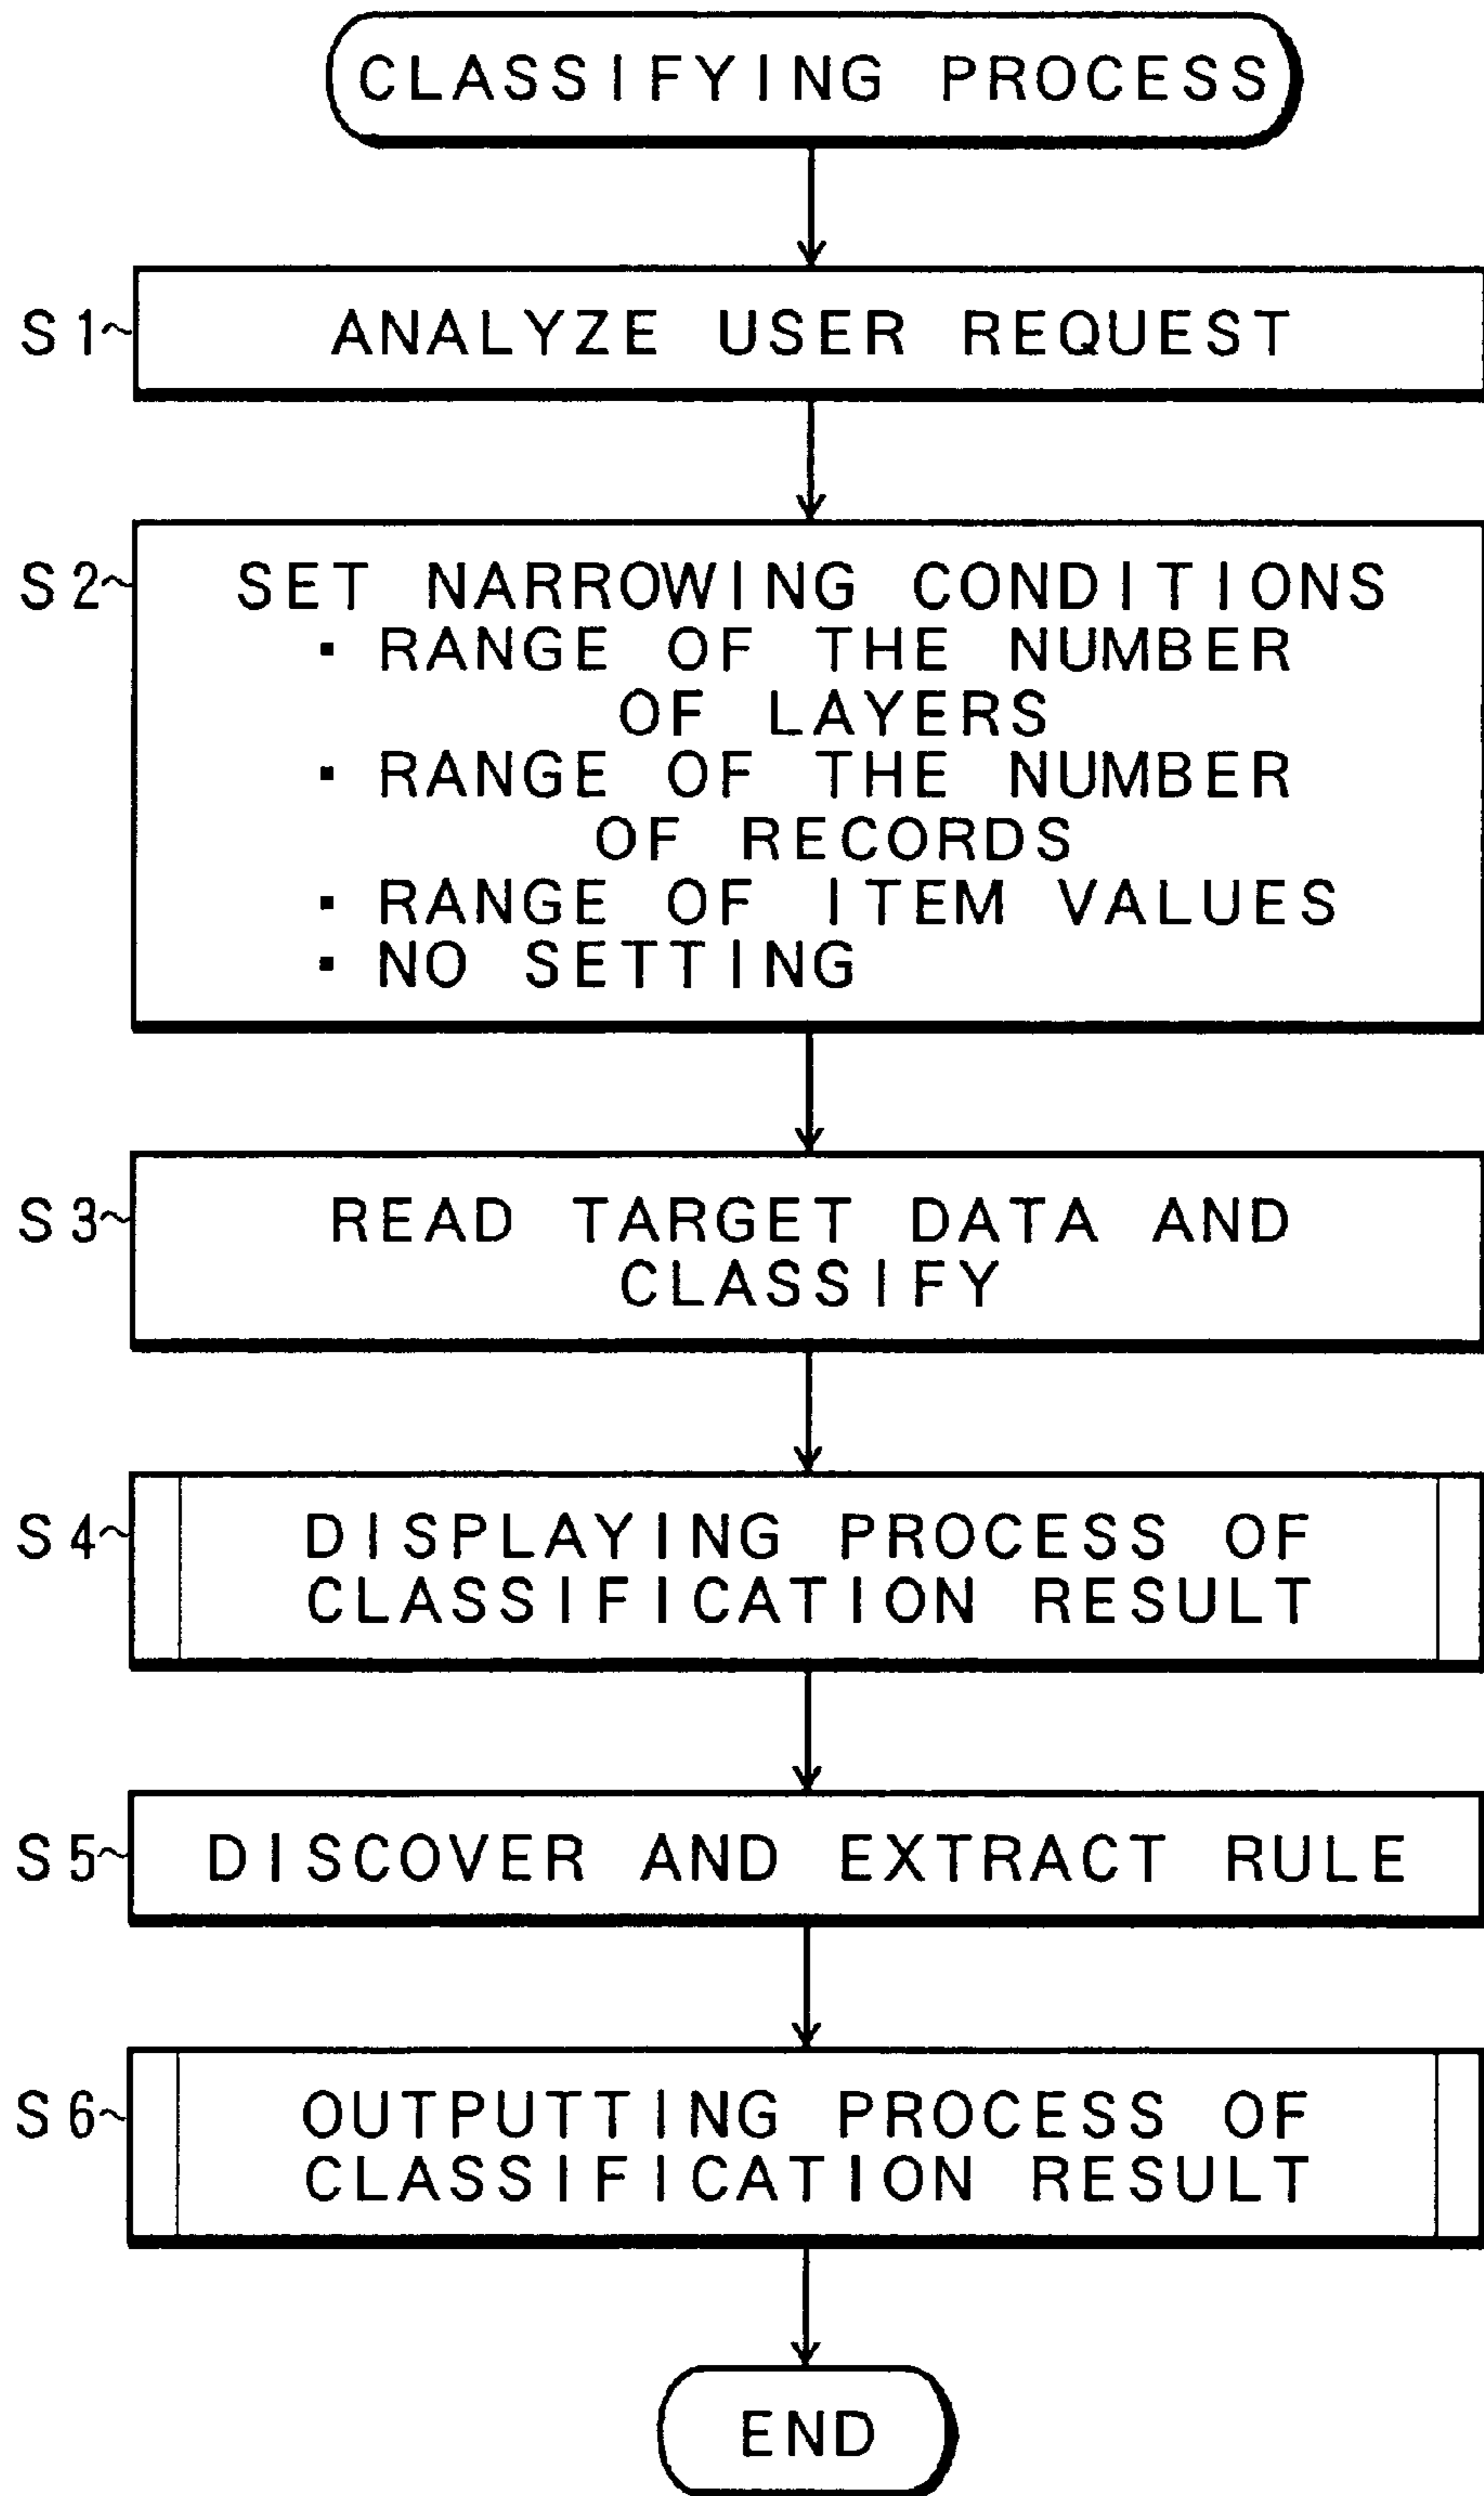 CLASSIFYING PROCESS
S1 ANALYZE USER REQUEST
S2 SET NARROWING CONDITIONS
▪ RANGE OF THE NUMBER
OF LAYERS
▪ RANGE OF THE NUMBER
OF RECORDS
▪ RANGE OF ITEM VALUES
▪ NO SETTING
S3 READ TARGET DATA AND
CLASSIFY
S4 DISPLAYING PROCESS OF
CLASSIFICATION RESULT
S5 DISCOVER AND EXTRACT RULE
S6 OUTPUTTING PROCESS OF
CLASSIFICATION RESULT
END